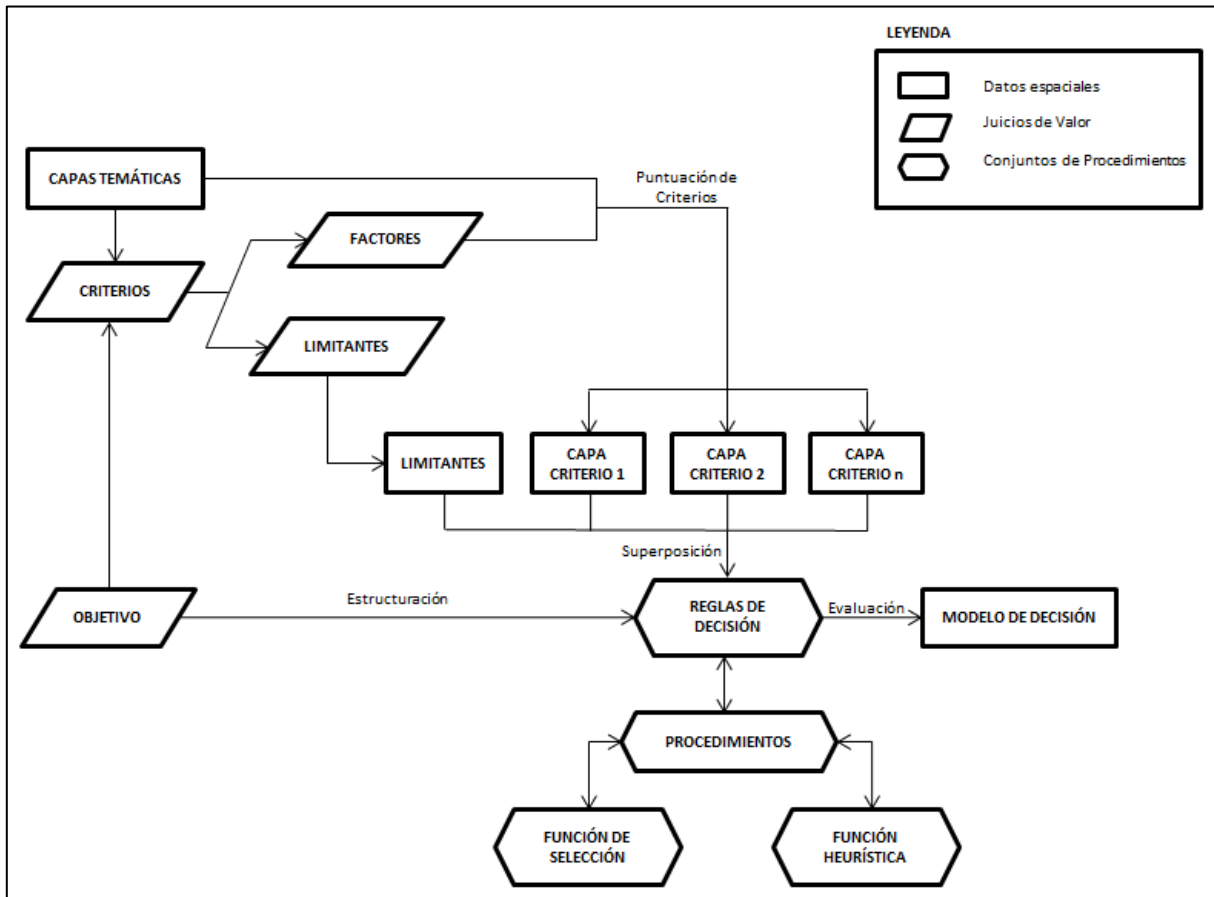 LEYENDA
Datos espaciales
Juicios de Valor
Conjuntos de Procedimientos
CAPAS TEMÁTICAS
Puntuación de
Criterios
FACTORES
CRITERIOS
LIMITANTES
LIMITANTES
CAPA
CRITERIO 1
CAPA
CRITERIO 2
CAPA
CRITERIO n
Superposición
OBJETIVO
Estructuración
REGLAS DE
DECISIÓN
Evaluación
MODELO DE DECISIÓN
PROCEDIMIENTOS
FUNCIÓN DE
SELECCIÓN
FUNCIÓN
HEURÍSTICA